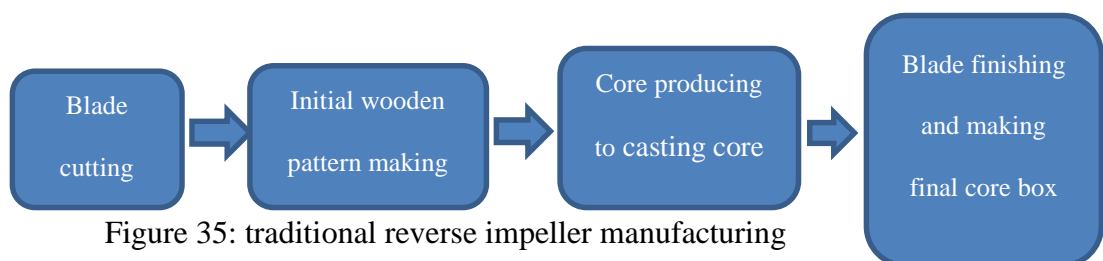 Blade
cutting
Initial wooden
pattern making
Core producing
to casting core
Blade finishing
and making
final core box
Figure 35: traditional reverse impeller manufacturing